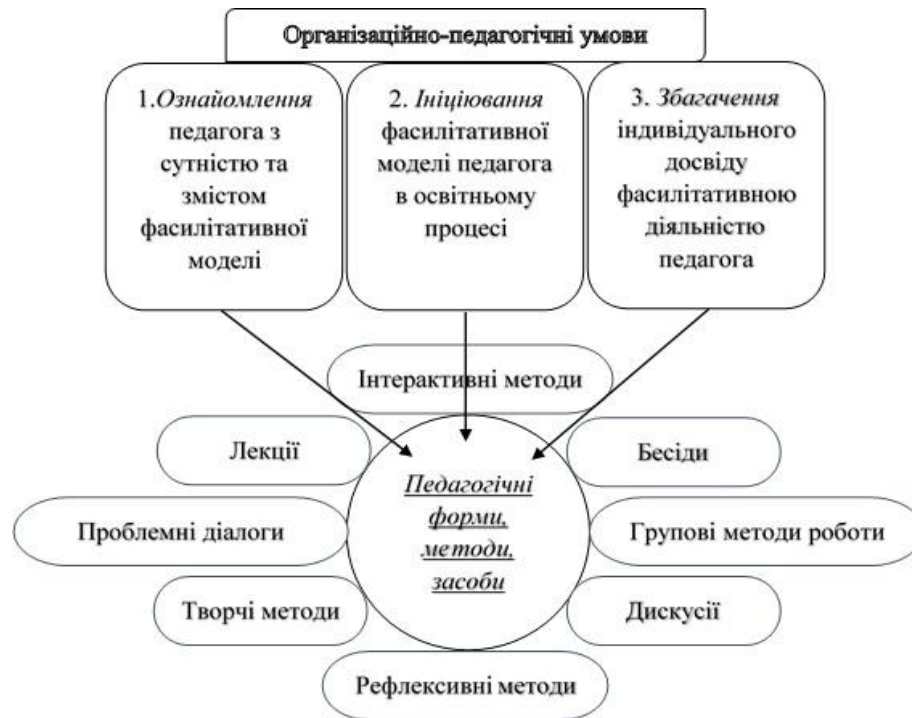 Організаційно-педагогічні умови
1.Ознайомлення
педагога з
сутністю та
змістом
фасилітативної
моделі
2. Ініціювання
фасилітативної
моделі педагога
в освітньому
процесі
3. Збагачення
індивідуального
досвіду
фасилітативною
діяльністю
педагога
Інтерактивні методи
Лекції
Бесіди
Педагогічні
форми,
методи,
засоби
Проблемні діалоги
Групові методи роботи
Творчі методи
Дискусії
Рефлексивні методи